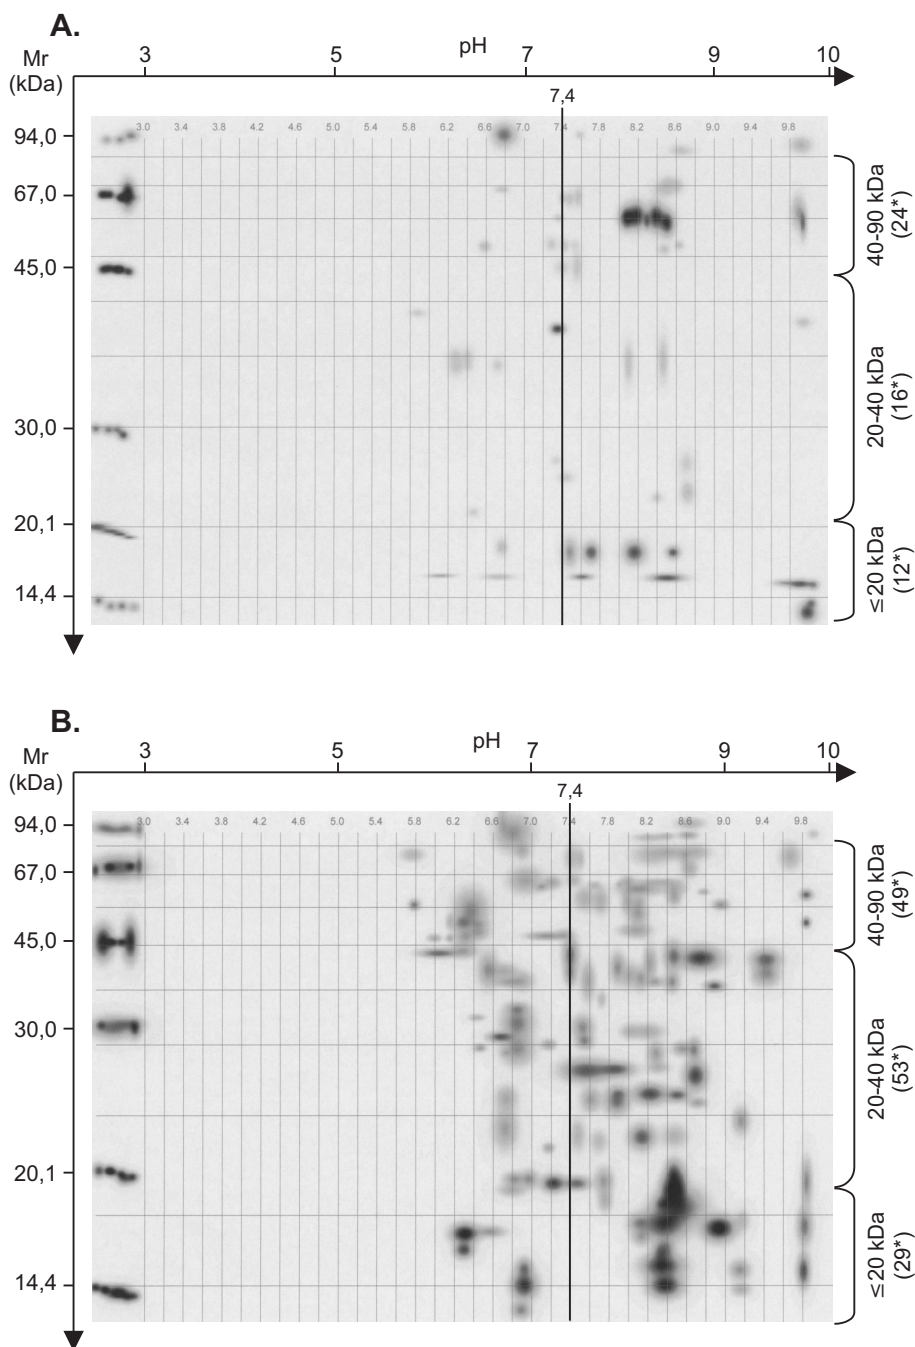 A.
Mr
(kDa)
pH
3 5 7 9 10
7,4
3.0 3.4 3.8 4.2 4.6 5.0 5.4 5.8 6.2 6.6 7.0 7.4 7.8 8.2 8.6 9.0 9.4 9.8
94,0
67,0
45,0
30,0
20,1
14,4
40-90 kDa
(24*)
20-40 kDa
(16*)
≤20 kDa
(12*)
B.
Mr
(kDa)
pH
3 5 7 9 10
7,4
3.0 3.4 3.8 4.2 4.6 5.0 5.4 5.8 6.2 6.6 7.0 7.4 7.8 8.2 8.6 9.0 9.4 9.8
94,0
67,0
45,0
30,0
20,1
14,4
40-90 kDa
(49*)
20-40 kDa
(53*)
≤20 kDa
(29*)